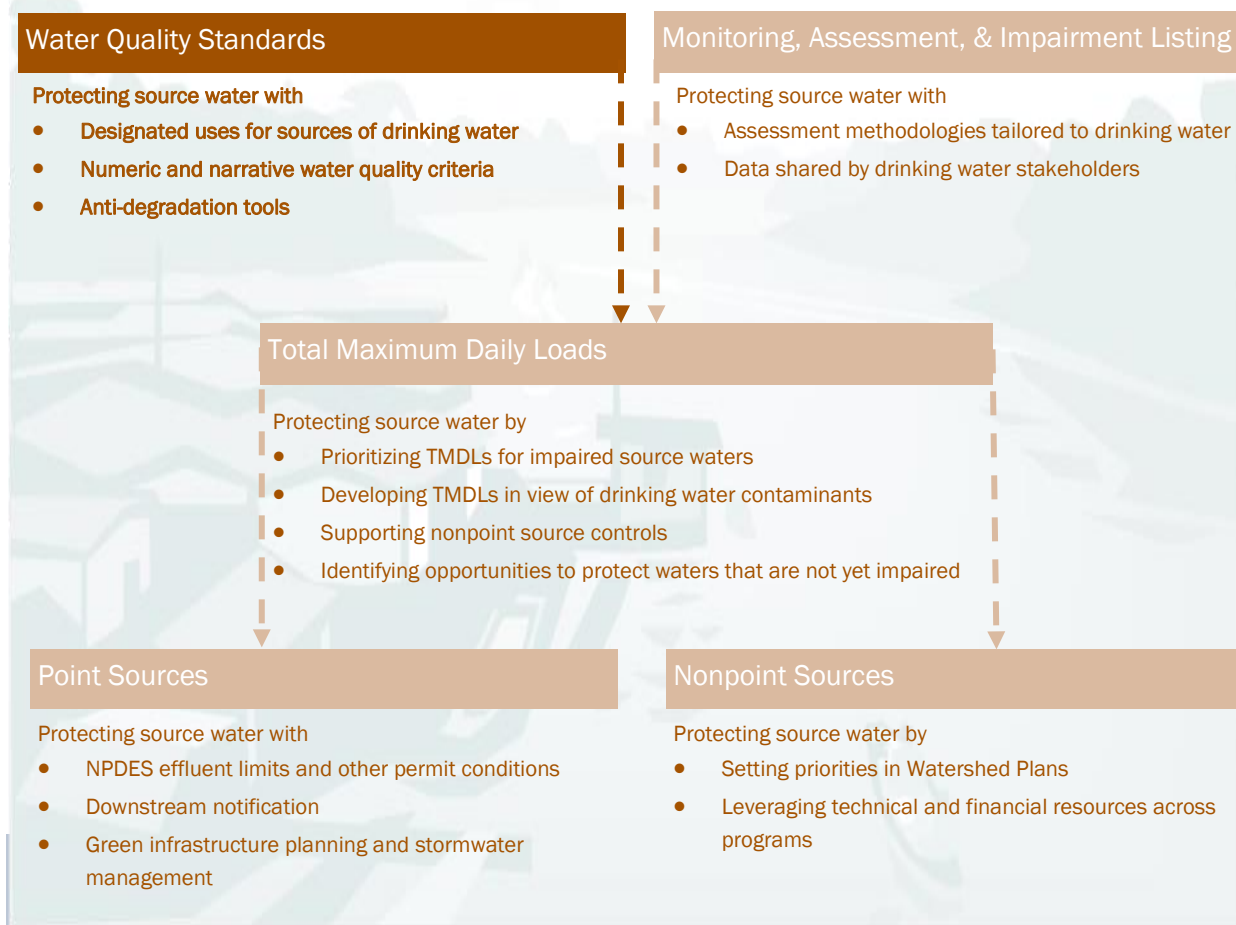 Water Quality Standards
Protecting source water with
• Designated uses for sources of drinking water
• Numeric and narrative water quality criteria
• Anti-degradation tools
Monitoring, Assessment, & Impairment Listing
Protecting source water with
• Assessment methodologies tailored to drinking water
• Data shared by drinking water stakeholders
Total Maximum Daily Loads
Protecting source water by
• Prioritizing TMDLs for impaired source waters
• Developing TMDLs in view of drinking water contaminants
• Supporting nonpoint source controls
• Identifying opportunities to protect waters that are not yet impaired
Point Sources
Protecting source water with
• NPDES effluent limits and other permit conditions
• Downstream notification
• Green infrastructure planning and stormwater
management
Nonpoint Sources
Protecting source water by
• Setting priorities in Watershed Plans
• Leveraging technical and financial resources across
programs